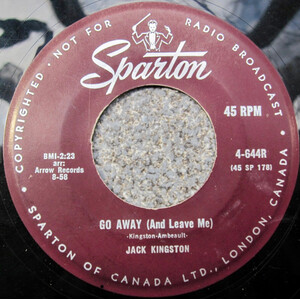 COPYRIGHTED • NOT FOR RADIO BROADCAST
Sparton
45 RPM
BMI-2:23
arr:
Arrow Records
S-58
4-644R
(45 SP 178)
GO AWAY (And Leave Me)
-Kingston-Ambeault-
JACK KINGSTON
• SPARTON OF CANADA LTD., LONDON, CANADA •